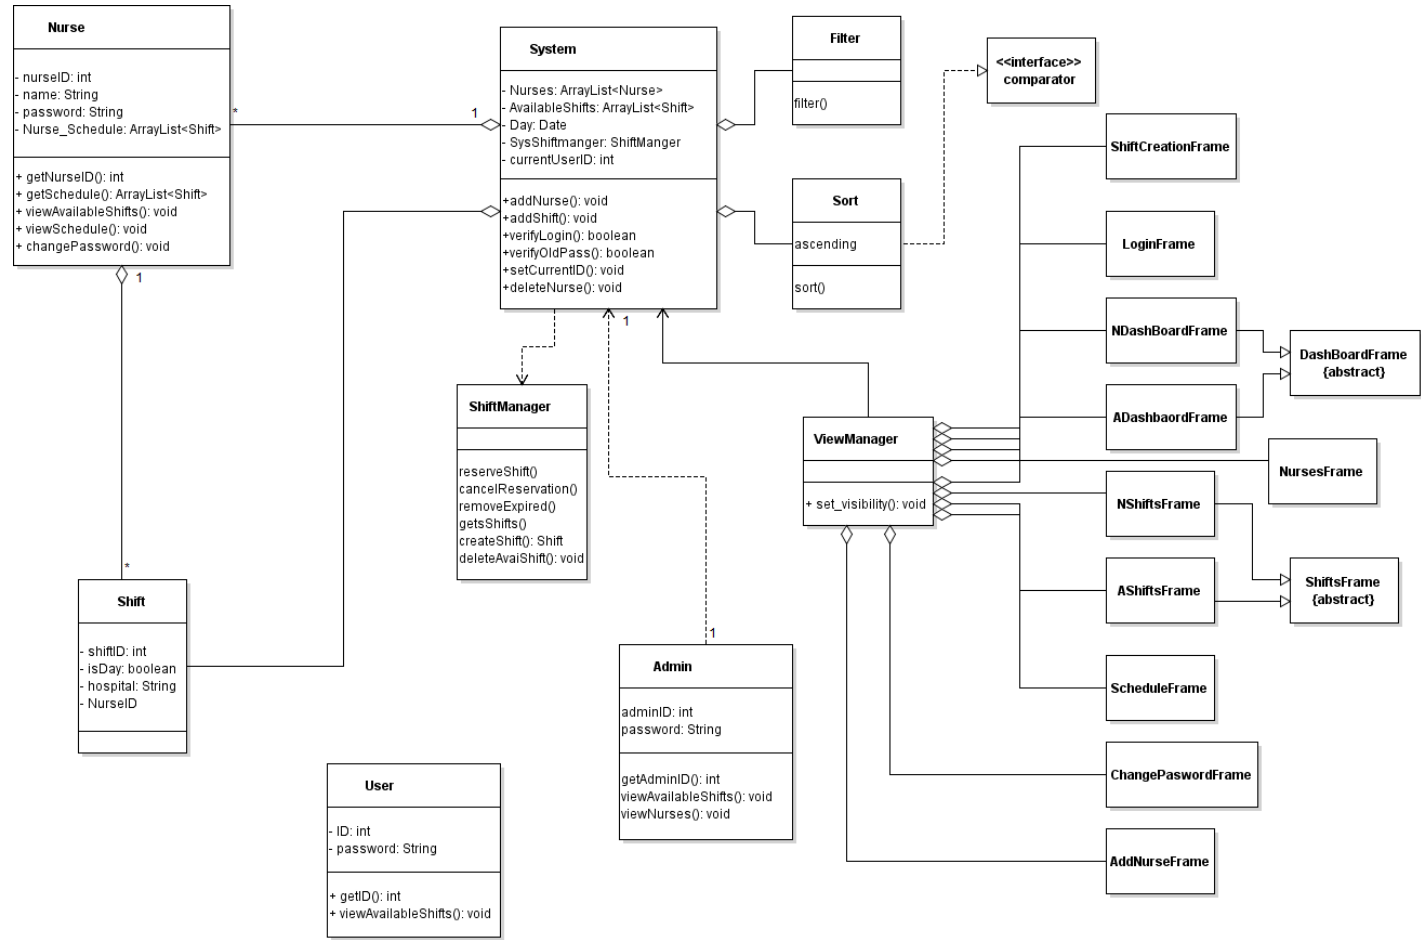 Nurse
- nurseID: int
- name: String
- password: String
- Nurse_Schedule: ArrayList<Shift>
+ getNurseID(): int
+ getSchedule(): ArrayList<Shift>
+ viewAvailableShifts(): void
+ viewSchedule(): void
+ changePassword(): void
*
1
1
*
System
- Nurses: ArrayList<Nurse>
- AvailableShifts: ArrayList<Shift>
- Day: Date
- SysShiftmanger: ShiftManger
- currentUserID: int
+addNurse(): void
+addShift(): void
+verifyLogin(): boolean
+verifyOldPass(): boolean
+setCurrentID(): void
+deleteNurse(): void
1
Filter
filter()
<<interface>>
comparator
Sort
ascending
sort()
ShiftManager
reserveShift()
cancelReservation()
removeExpired()
getsShifts()
createShift(): Shift
deleteAvaiShift(): void
ViewManager
+ set_visibility(): void
ShiftCreationFrame
LoginFrame
NDashBoardFrame
DashBoardFrame
{abstract}
ADashbaordFrame
NursesFrame
NShiftsFrame
AShiftsFrame
ShiftsFrame
{abstract}
ScheduleFrame
ChangePaswordFrame
AddNurseFrame
Shift
- shiftID: int
- isDay: boolean
- hospital: String
- NurseID
1
Admin
adminID: int
password: String
getAdminID(): int
viewAvailableShifts(): void
viewNurses(): void
User
- ID: int
- password: String
+ getID(): int
+ viewAvailableShifts(): void